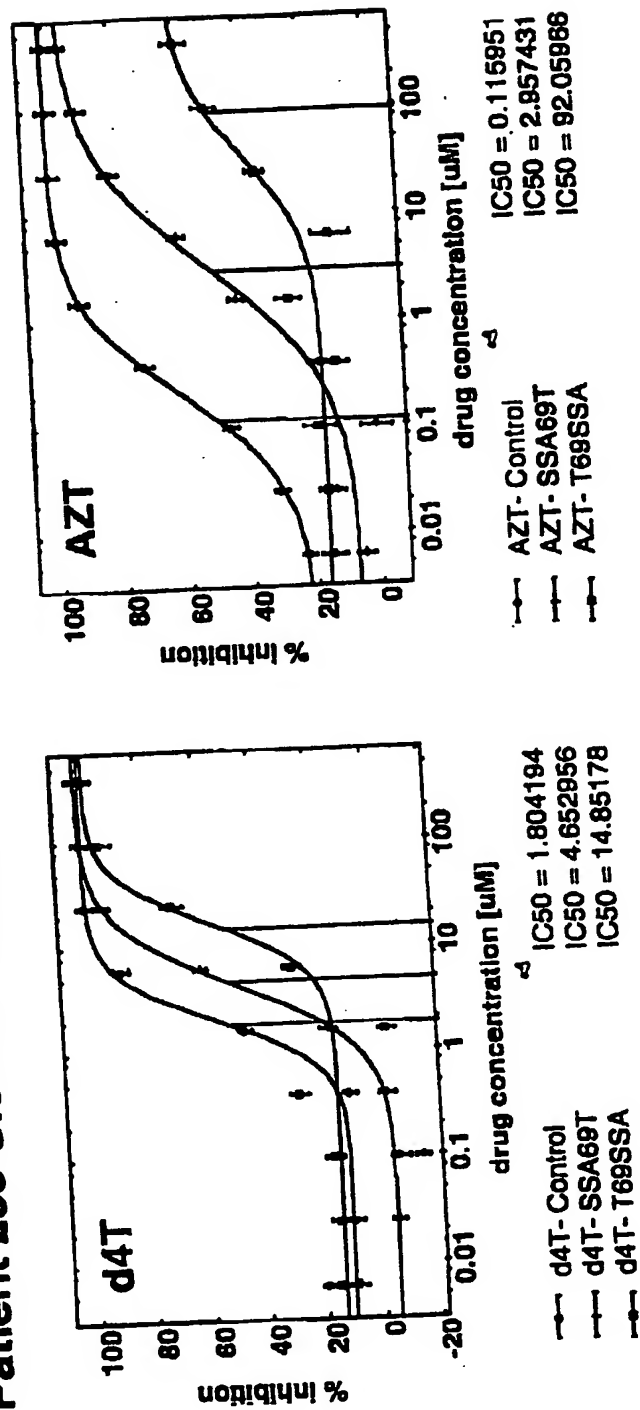 Patient
d4T
% inhibition
100
80
60
40
20
0
-20
0.01
0.1
1
10
100
drug concentration [uM]
d4T- Control IC50 = 1.804194
d4T- SSA69T IC50 = 4.652956
d4T- T69SSA IC50 = 14.85178
AZT
% inhibition
100
80
60
40
20
0
0.01
0.1
1
10
100
drug concentration [uM]
AZT- Control IC50 = 0.115951
AZT- SSA69T IC50 = 2.957431
AZT- T69SSA IC50 = 92.05966